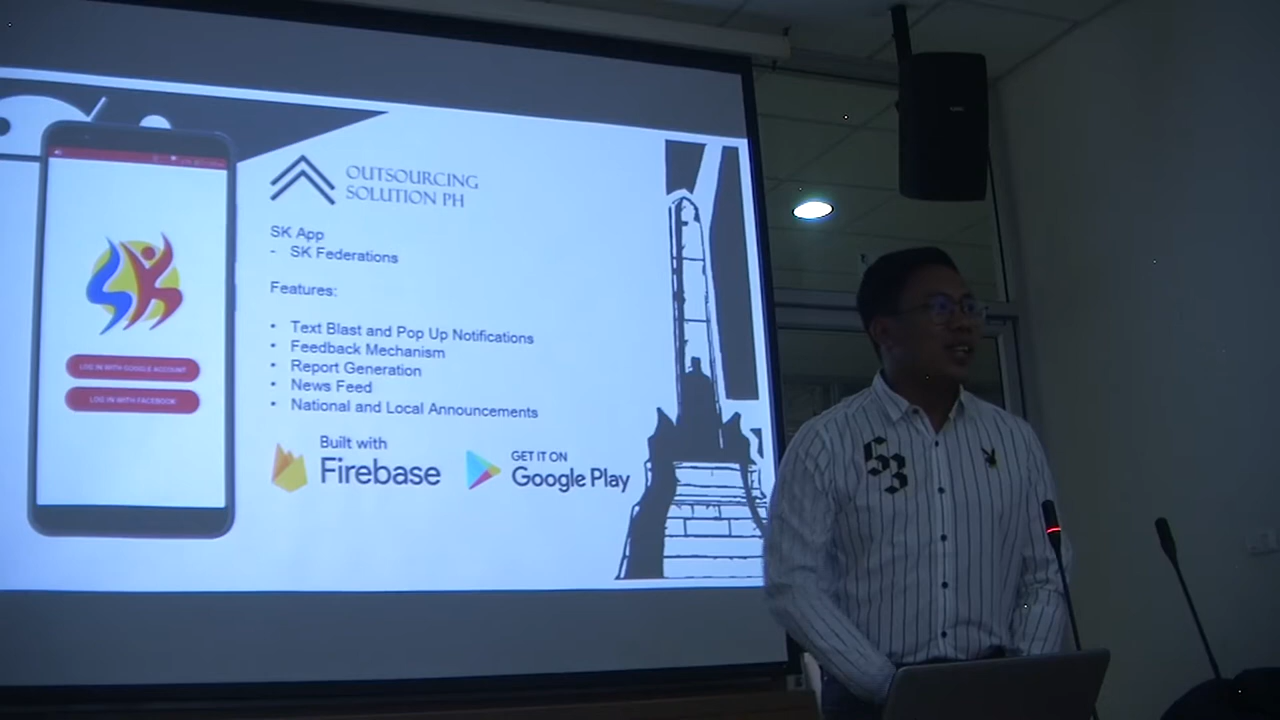 OUTSOURCING
SOLUTION PH
SK App
- SK Federations
Features:
• Text Blast and Pop Up Notifications
• Feedback Mechanism
• Report Generation
• News Feed
• National and Local Announcements
SK
LOG IN WITH GOOGLE ACCOUNT
LOG IN WITH FACEBOOK
Built with
Firebase
GET IT ON
Google Play
53